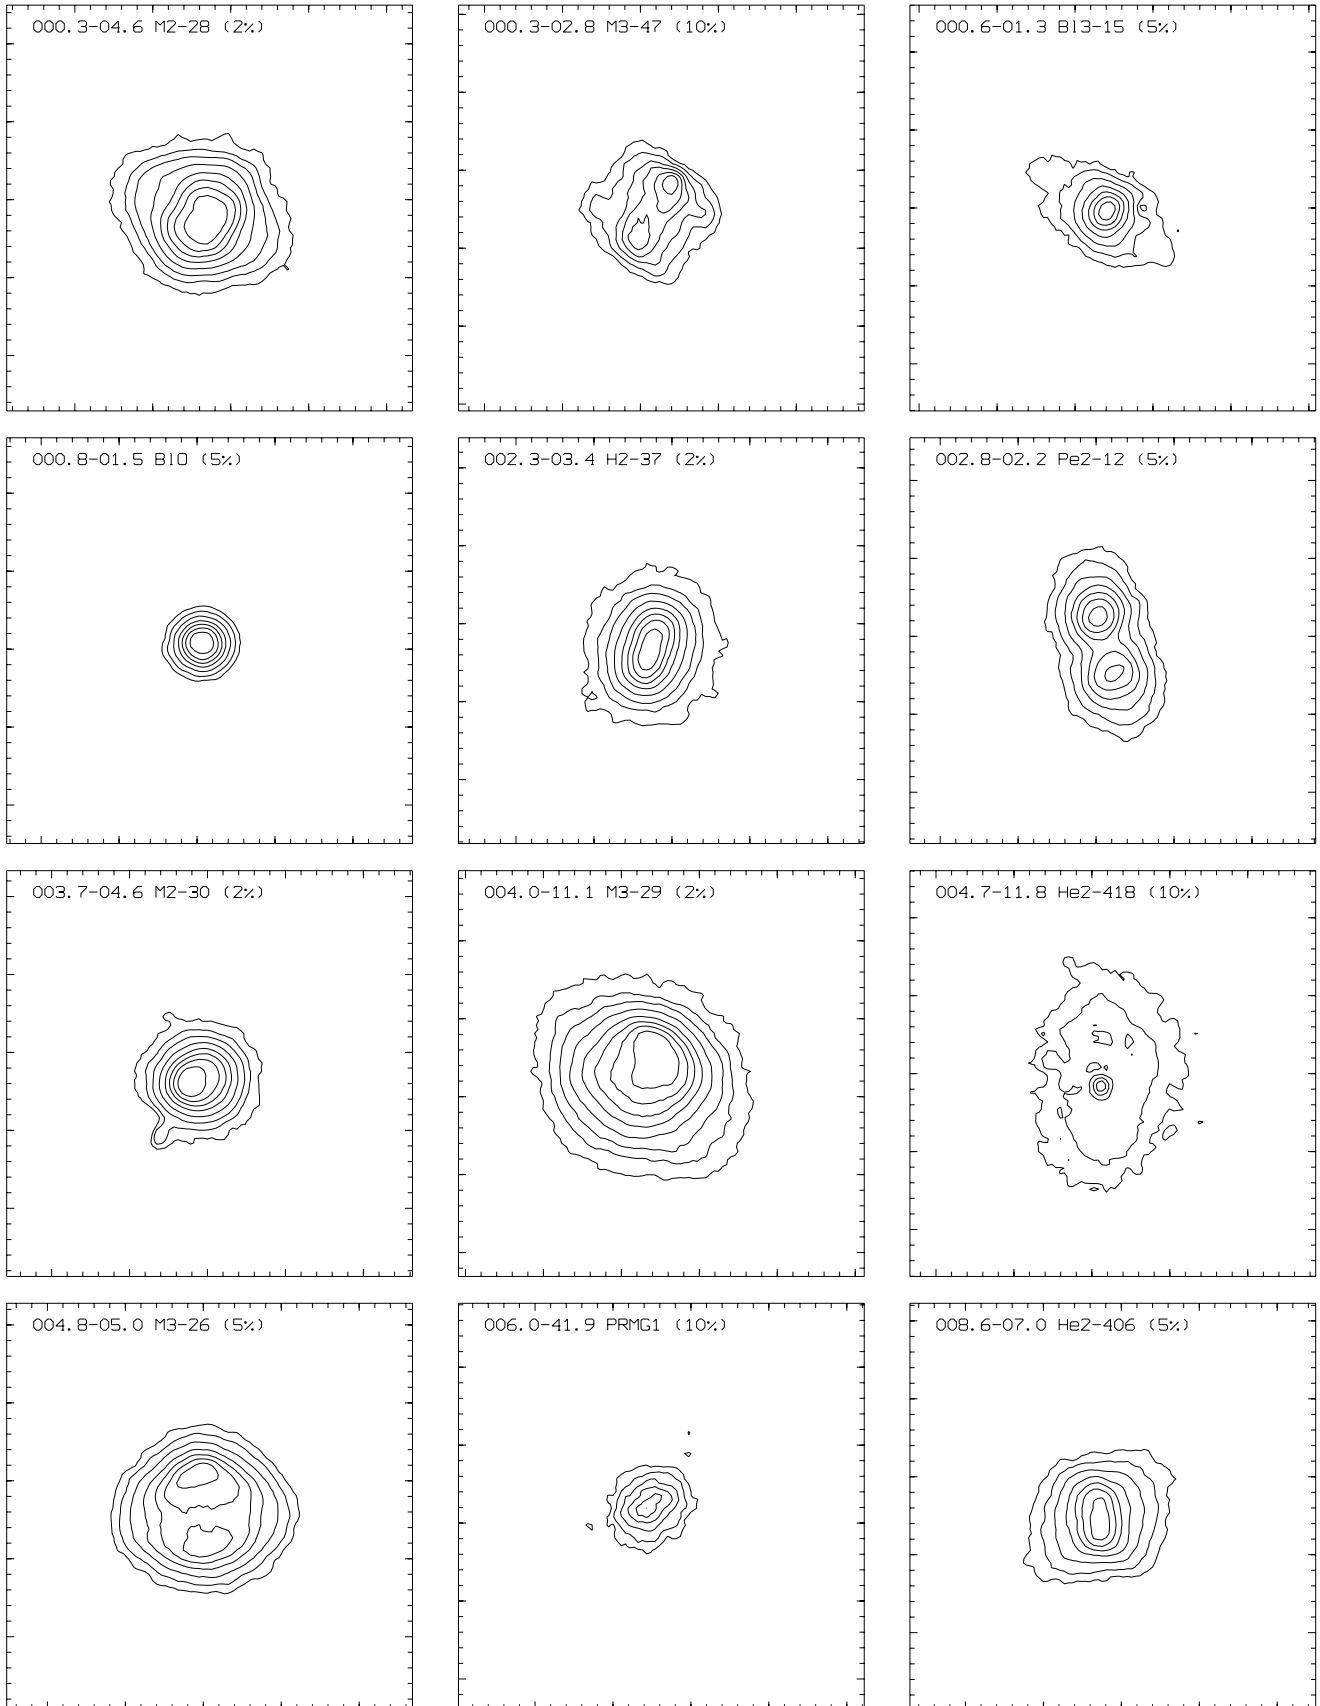 000.3-04.6 M2-28 (2%)
000.3-02.8 M3-47 (10%)
000.6-01.3 Bl3-15 (5%)
000.8-01.5 BlO (5%)
002.3-03.4 H2-37 (2%)
002.8-02.2 Pe2-12 (5%)
003.7-04.6 M2-30 (2%)
004.0-11.1 M3-29 (2%)
004.7-11.8 He2-418 (10%)
004.8-05.0 M3-26 (5%)
006.0-41.9 PRMG1 (10%)
008.6-07.0 He2-406 (5%)